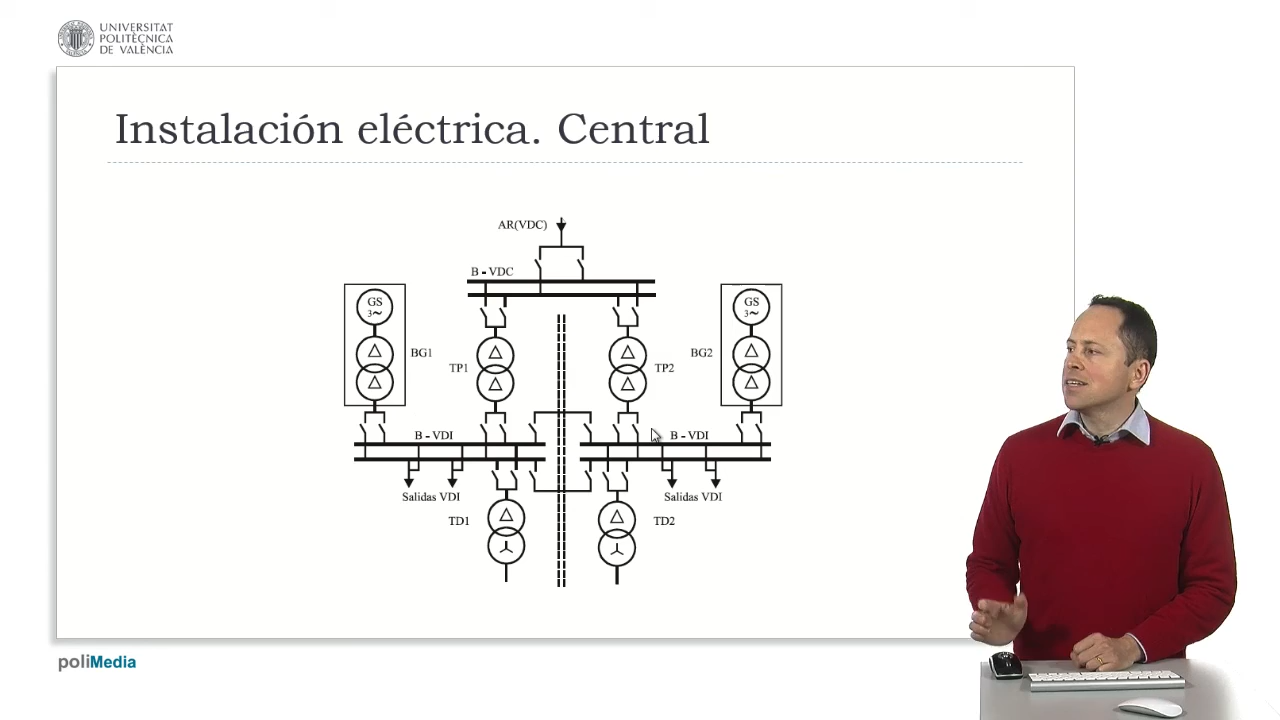 UNIVERSITAT
POLITÈCNICA
DE VALÈNCIA
Instalación eléctrica. Central
AR(VDC)
B - VDC
GS
3~
BG1
TP1
TP2
BG2
GS
3~
B - VDI
B - VDI
Salidas VDI
Salidas VDI
TD1
TD2
poliMedia